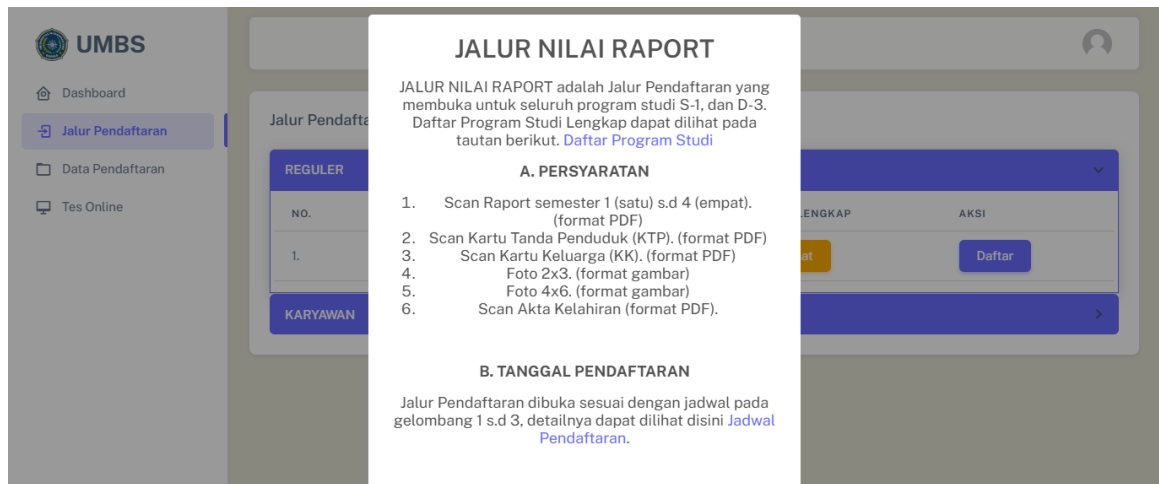 UMBS
Dashboard
Jalur Pendaftaran
Data Pendaftaran
Tes Online
Jalur Pendafta
REGULER
NO.
ENGKAP
AKSI
1.
at
Daftar
KARYAWAN
JALUR NILAI RAPORT
JALUR NILAI RAPORT adalah Jalur Pendaftaran yang
membuka untuk seluruh program studi S-1, dan D-3.
Daftar Program Studi Lengkap dapat dilihat pada
tautan berikut. Daftar Program Studi
A. PERSYARATAN
1. Scan Raport semester 1 (satu) s.d 4 (empat).
(format PDF)
2. Scan Kartu Tanda Penduduk (KTP). (format PDF)
3. Scan Kartu Keluarga (KK). (format PDF)
4. Foto 2x3. (format gambar)
5. Foto 4x6. (format gambar)
6. Scan Akta Kelahiran (format PDF).
B. TANGGAL PENDAFTARAN
Jalur Pendaftaran dibuka sesuai dengan jadwal pada
gelombang 1 s.d 3, detailnya dapat dilihat disini Jadwal
Pendaftaran.